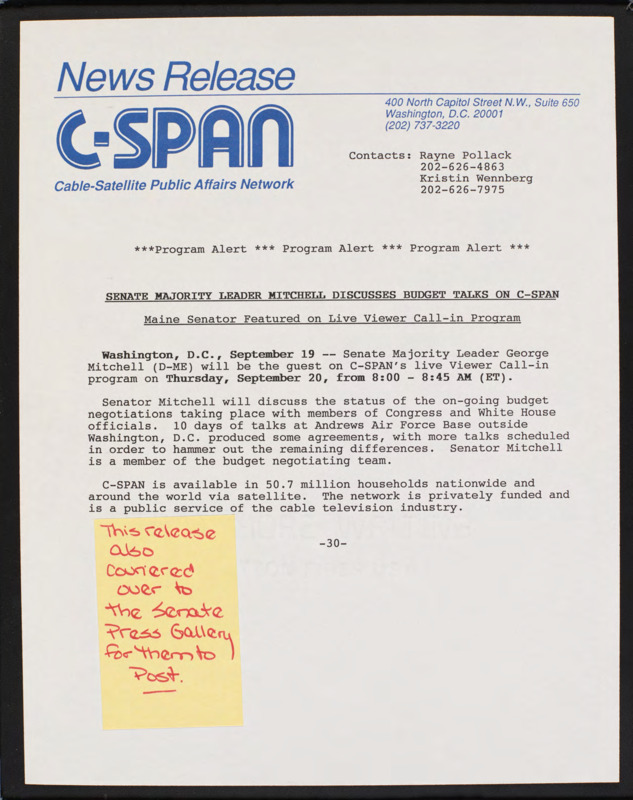 News Release
C-SPAN
Cable-Satellite Public Affairs Network
400 North Capitol Street N.W., Suite 650
Washington, D.C. 20001
(202) 737-3220
Contacts: Rayne Pollack
202-626-4863
Kristin Wennberg
202-626-7975
***Program Alert *** Program Alert *** Program Alert ***
SENATE MAJORITY LEADER MITCHELL DISCUSSES BUDGET TALKS ON C-SPAN
Maine Senator Featured on Live Viewer Call-in Program
Washington, D.C., September 19 -- Senate Majority Leader George
Mitchell (D-ME) will be the guest on C-SPAN's live Viewer Call-in
program on Thursday, September 20, from 8:00 - 8:45 AM (ET).
Senator Mitchell will discuss the status of the on-going budget
negotiations taking place with members of Congress and White House
officials. 10 days of talks at Andrews Air Force Base outside
Washington, D.C. produced some agreements, with more talks scheduled
in order to hammer out the remaining differences. Senator Mitchell
is a member of the budget negotiating team.
C-SPAN is available in 50.7 million households nationwide and
around the world via satellite. The network is privately funded and
is a public service of the cable television industry.
-30-
This release
also
couriered
over to
the Senate
Press Gallery
for them to
Post.